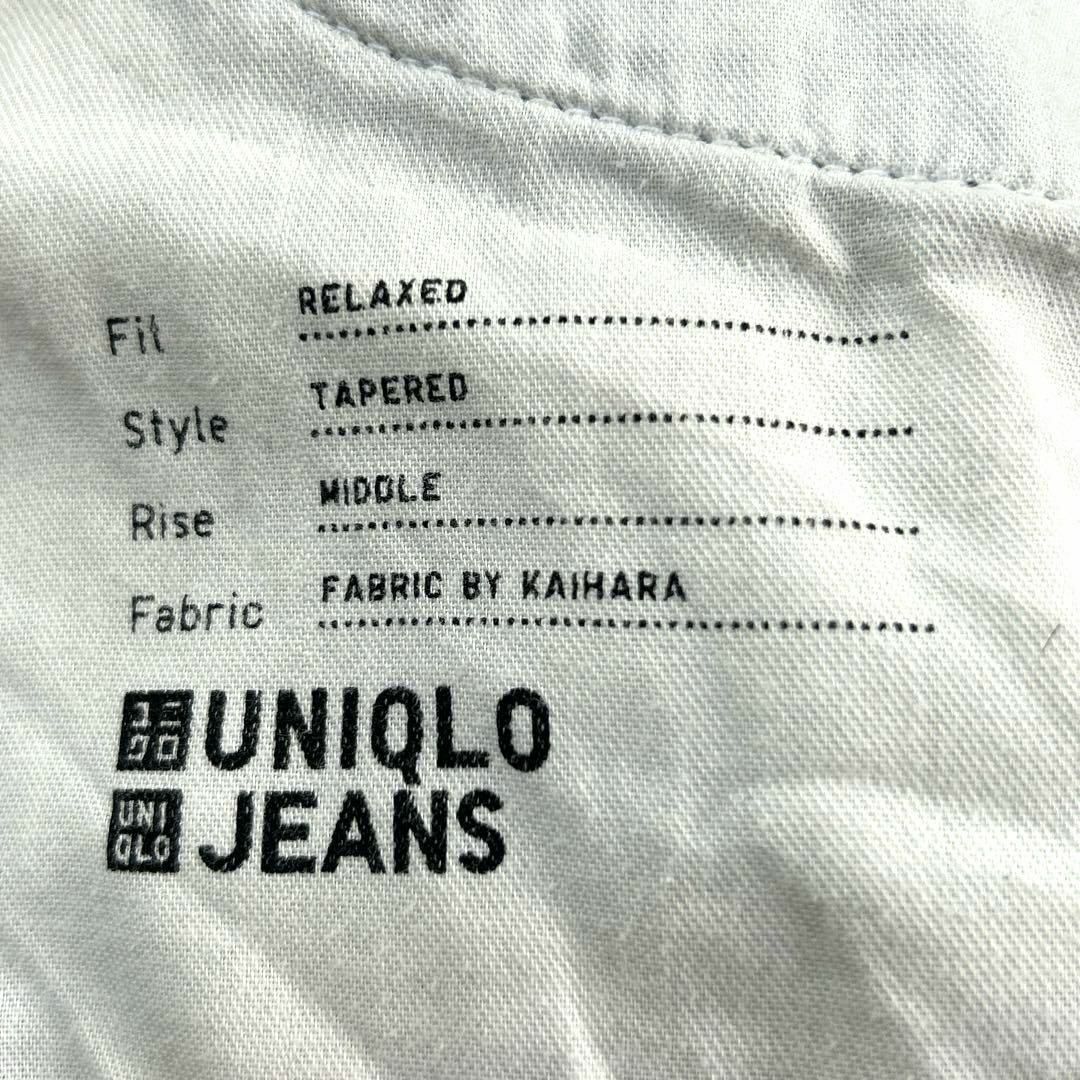 Fit RELAXED
Style TAPERED
Rise MIDDLE
Fabric FABRIC BY KAIHARA
ユニクロ UNIQLO
UNIQLO JEANS